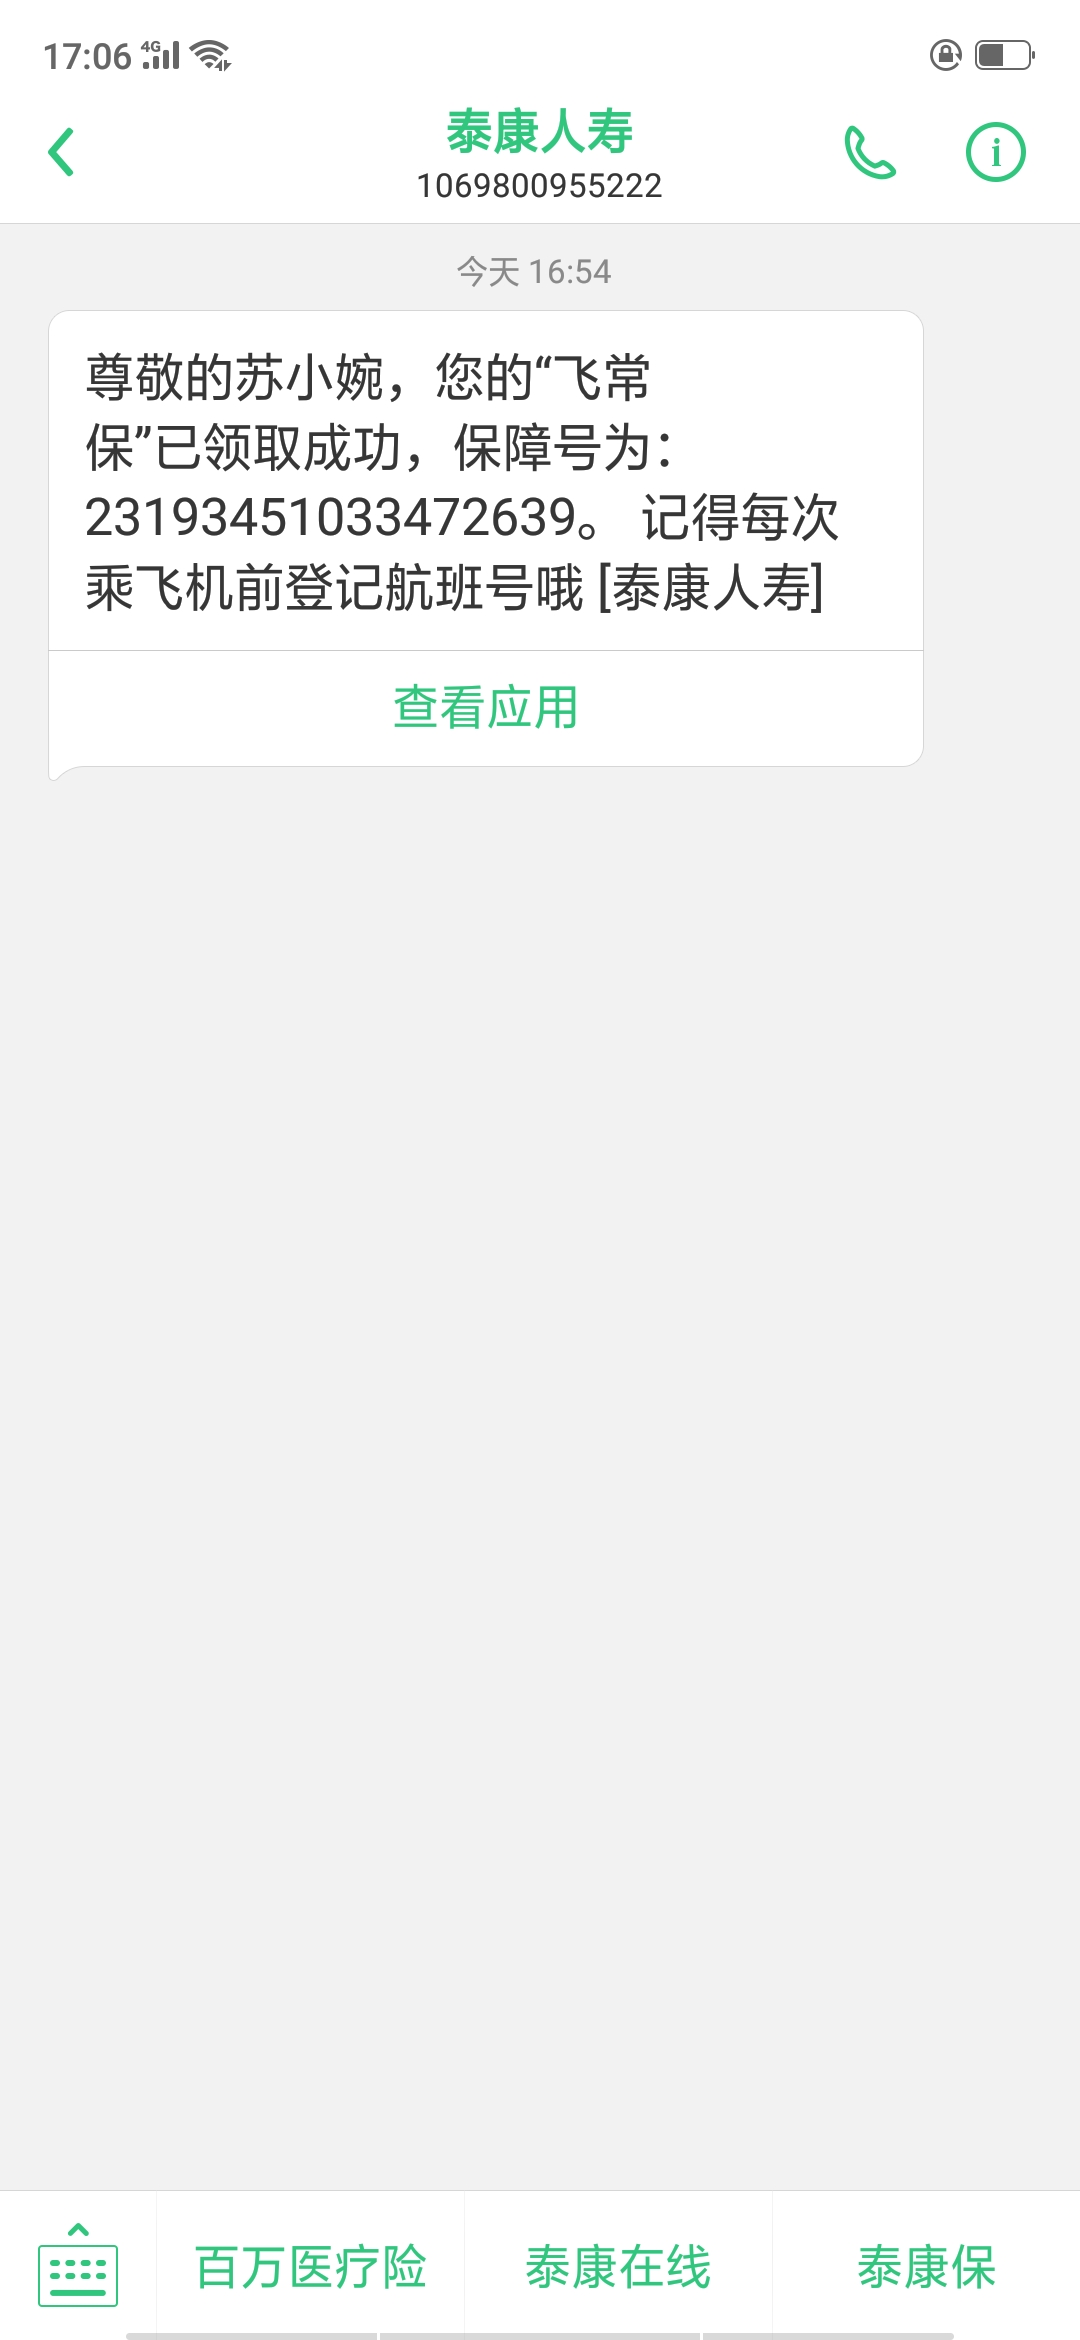 17:06 4G
泰康人寿
1069800955222
今天 16:54
尊敬的苏小婉，您的“飞常
保”已领取成功，保障号为：
23193451033472639。 记得每次
乘飞机前登记航班号哦 [泰康人寿]
查看应用
百万医疗险 泰康在线 泰康保